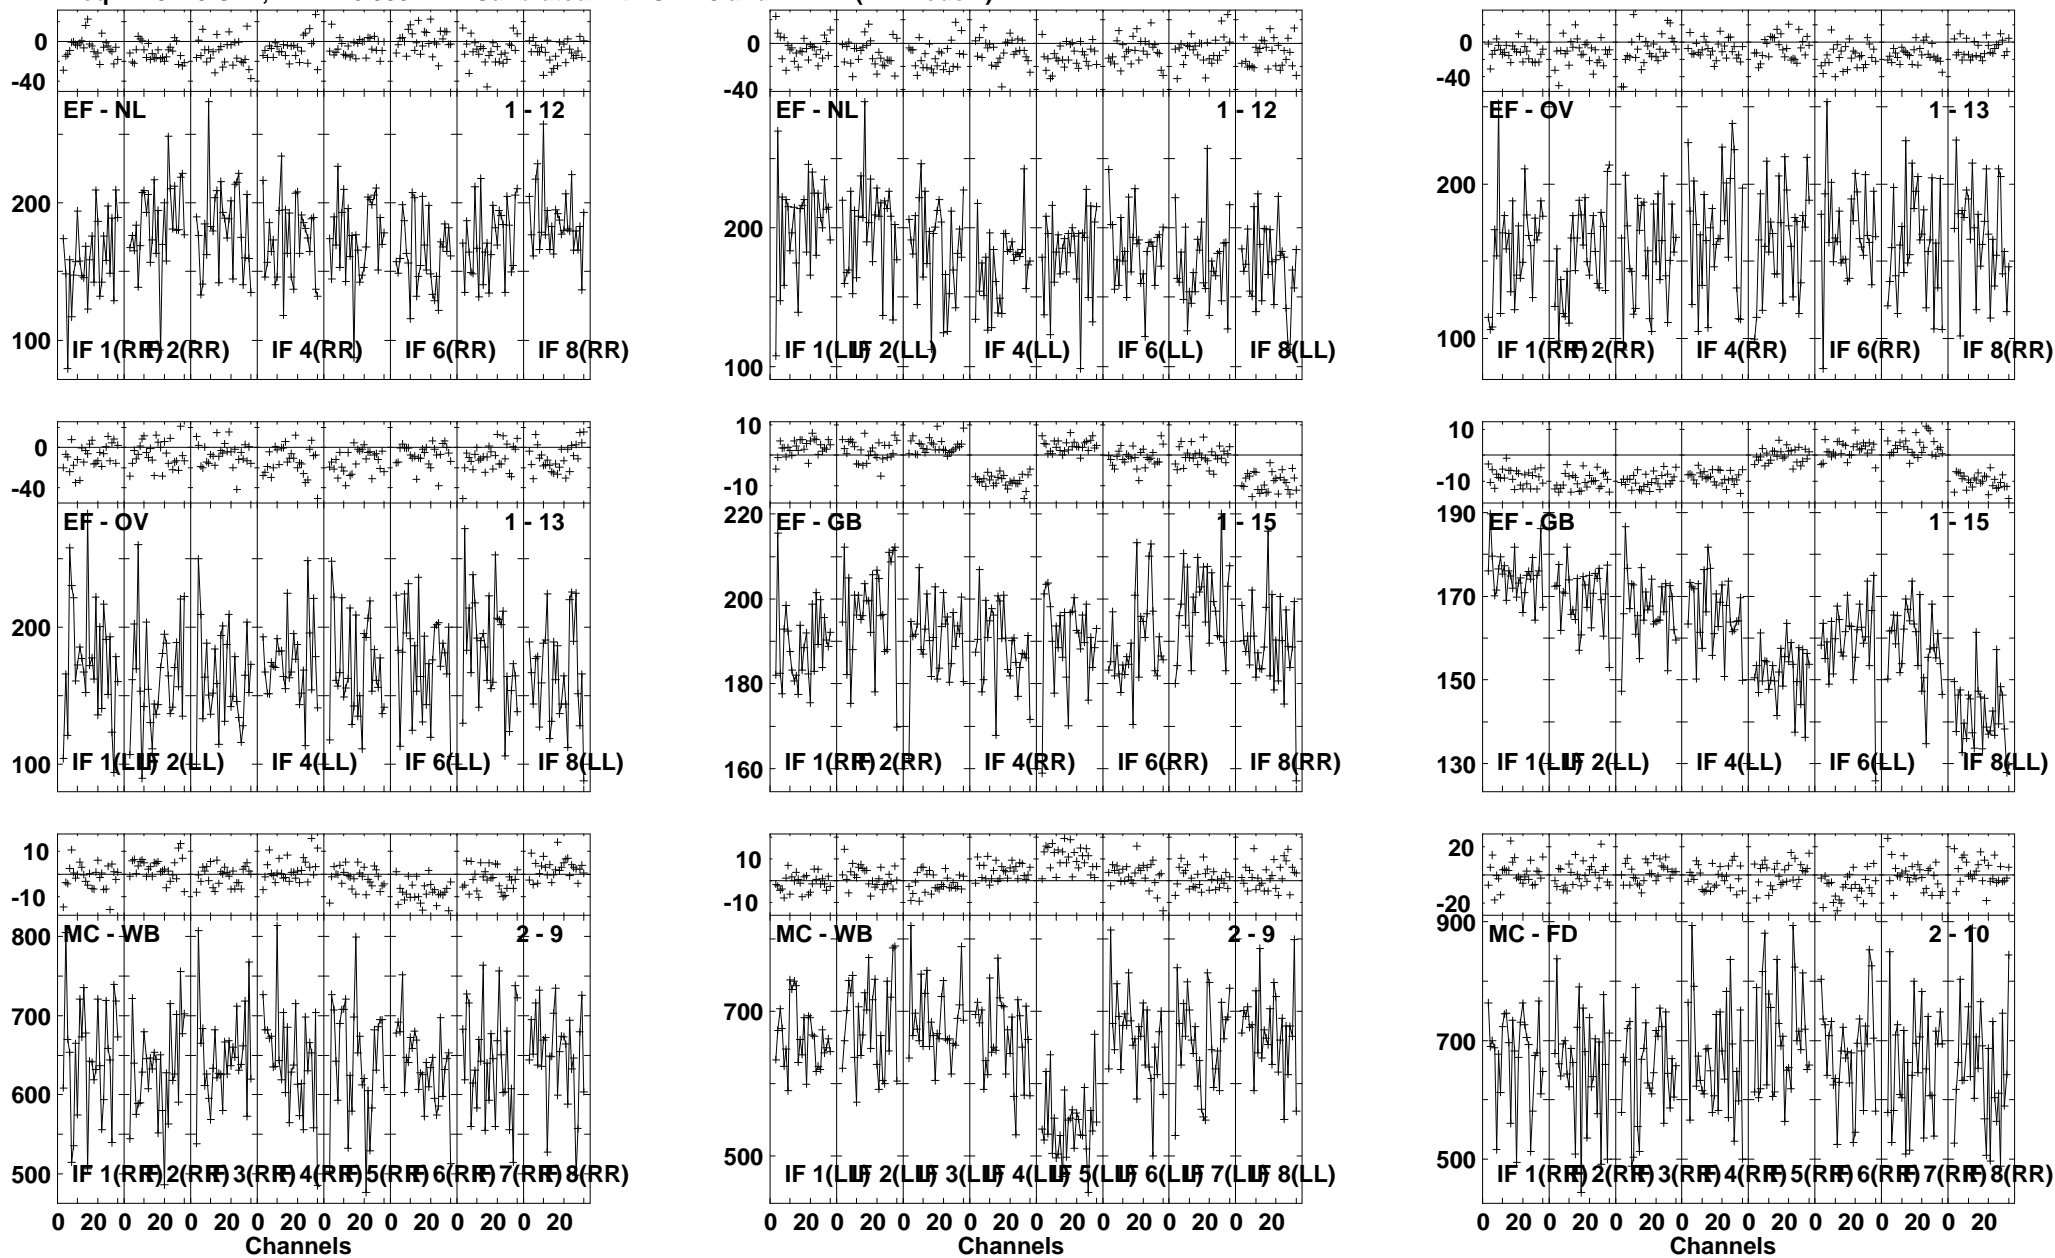 0
-40
EF - NL 1 - 12
200
100
IF 1(RR) IF 2(RR) IF 4(RR) IF 6(RR) IF 8(RR)
0
-40
EF - NL 1 - 12
200
100
IF 1(LL) IF 2(LL) IF 4(LL) IF 6(LL) IF 8(LL)
0
-40
EF - OV 1 - 13
200
100
IF 1(RR) IF 2(RR) IF 4(RR) IF 6(RR) IF 8(RR)
0
-40
EF - OV 1 - 13
200
100
IF 1(LL) IF 2(LL) IF 4(LL) IF 6(LL) IF 8(LL)
10
-10
220
EF - GB 1 - 15
200
180
160
IF 1(RR) IF 2(RR) IF 4(RR) IF 6(RR) IF 8(RR)
10
-10
190
EF - GB 1 - 15
170
150
130
IF 1(LL) IF 2(LL) IF 4(LL) IF 6(LL) IF 8(LL)
10
-10
800
MC - WB 2 - 9
700
600
500
IF 1(RR) IF 2(RR) IF 3(RR) IF 4(RR) IF 5(RR) IF 6(RR) IF 7(RR) IF 8(RR)
0 20 0 20 0 20 0 20 0 20 0 20 0 20 0 20
Channels
10
-10
MC - WB 2 - 9
700
500
IF 1(LL) IF 2(LL) IF 3(LL) IF 4(LL) IF 5(LL) IF 6(LL) IF 7(LL) IF 8(LL)
0 20 0 20 0 20 0 20 0 20 0 20 0 20 0 20
Channels
20
-20
900
MC - FD 2 - 10
700
500
IF 1(RR) IF 2(RR) IF 3(RR) IF 4(RR) IF 5(RR) IF 6(RR) IF 7(RR) IF 8(RR)
0 20 0 20 0 20 0 20 0 20 0 20 0 20 0 20
Channels